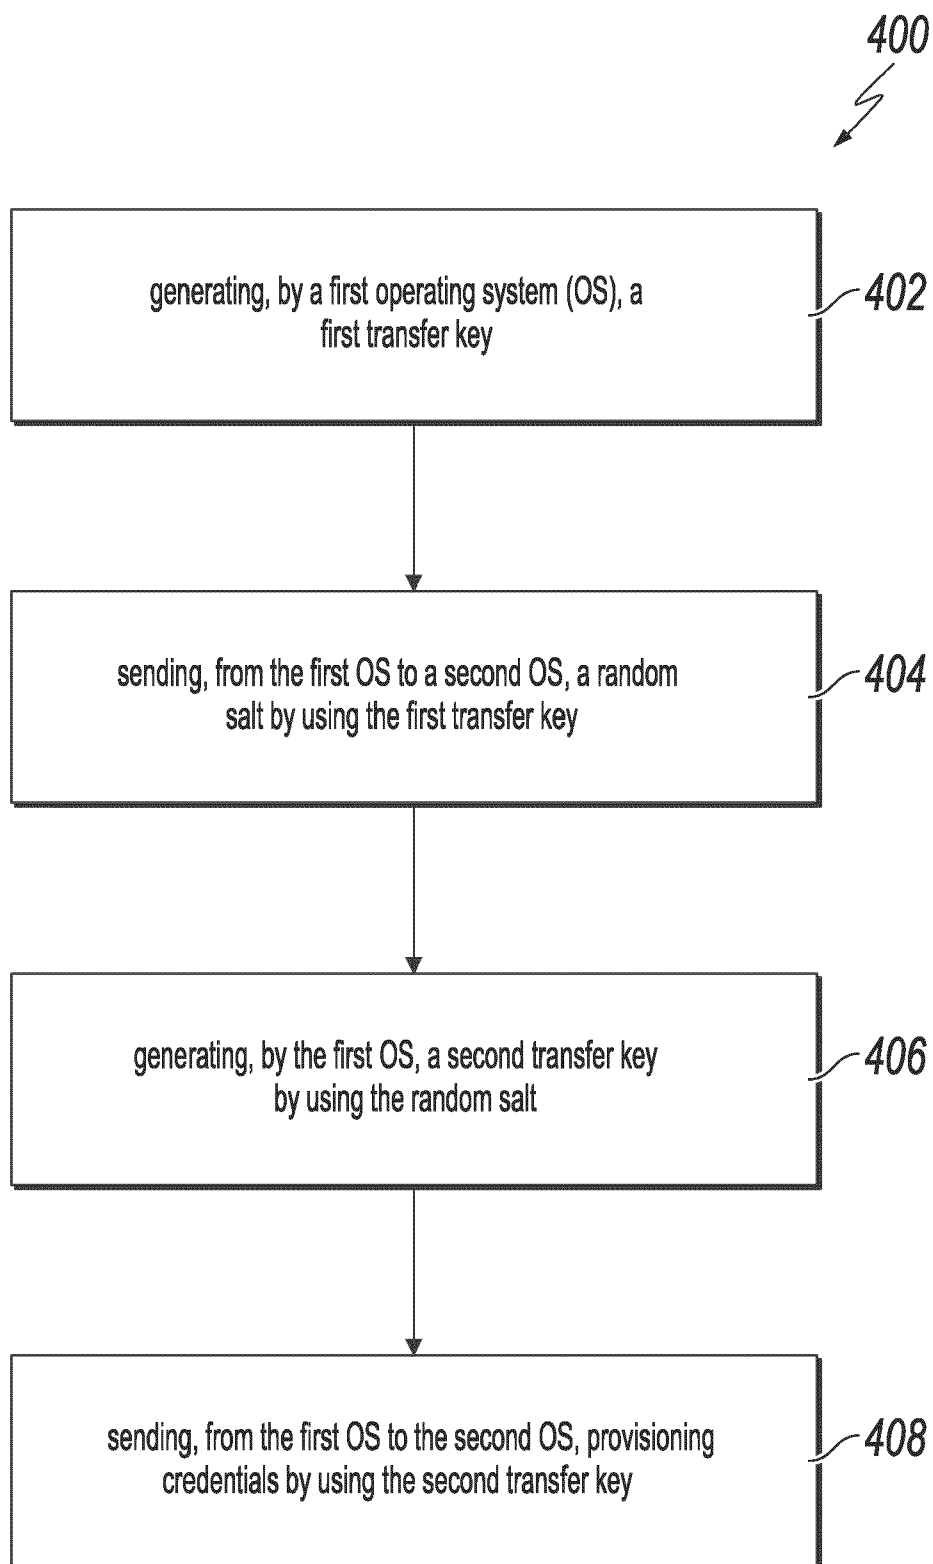 400
generating, by a first operating system (OS), a
first transfer key
402
sending, from the first OS to a second OS, a random
salt by using the first transfer key
404
generating, by the first OS, a second transfer key
by using the random salt
406
sending, from the first OS to the second OS, provisioning
credentials by using the second transfer key
408